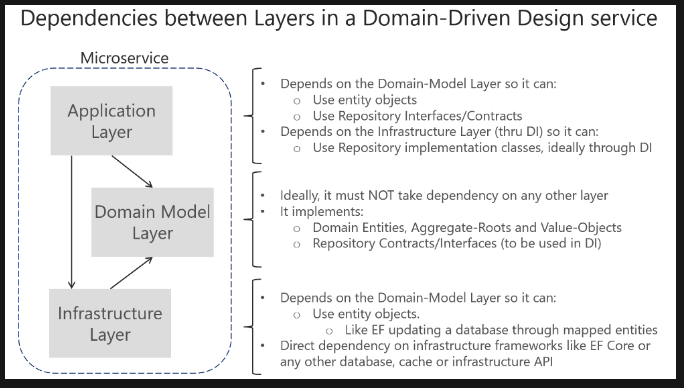 Dependencies between Layers in a Domain-Driven Design service
Microservice
Application
Layer
• Depends on the Domain-Model Layer so it can:
o Use entity objects
o Use Repository Interfaces/Contracts
• Depends on the Infrastructure Layer (thru DI) so it can:
o Use Repository implementation classes, ideally through DI
Domain Model
Layer
• Ideally, it must NOT take dependency on any other layer
• It implements:
o Domain Entities, Aggregate-Roots and Value-Objects
o Repository Contracts/Interfaces (to be used in DI)
Infrastructure
Layer
• Depends on the Domain-Model Layer so it can:
o Use entity objects.
o Like EF updating a database through mapped entities
• Direct dependency on infrastructure frameworks like EF Core or
any other database, cache or infrastructure API